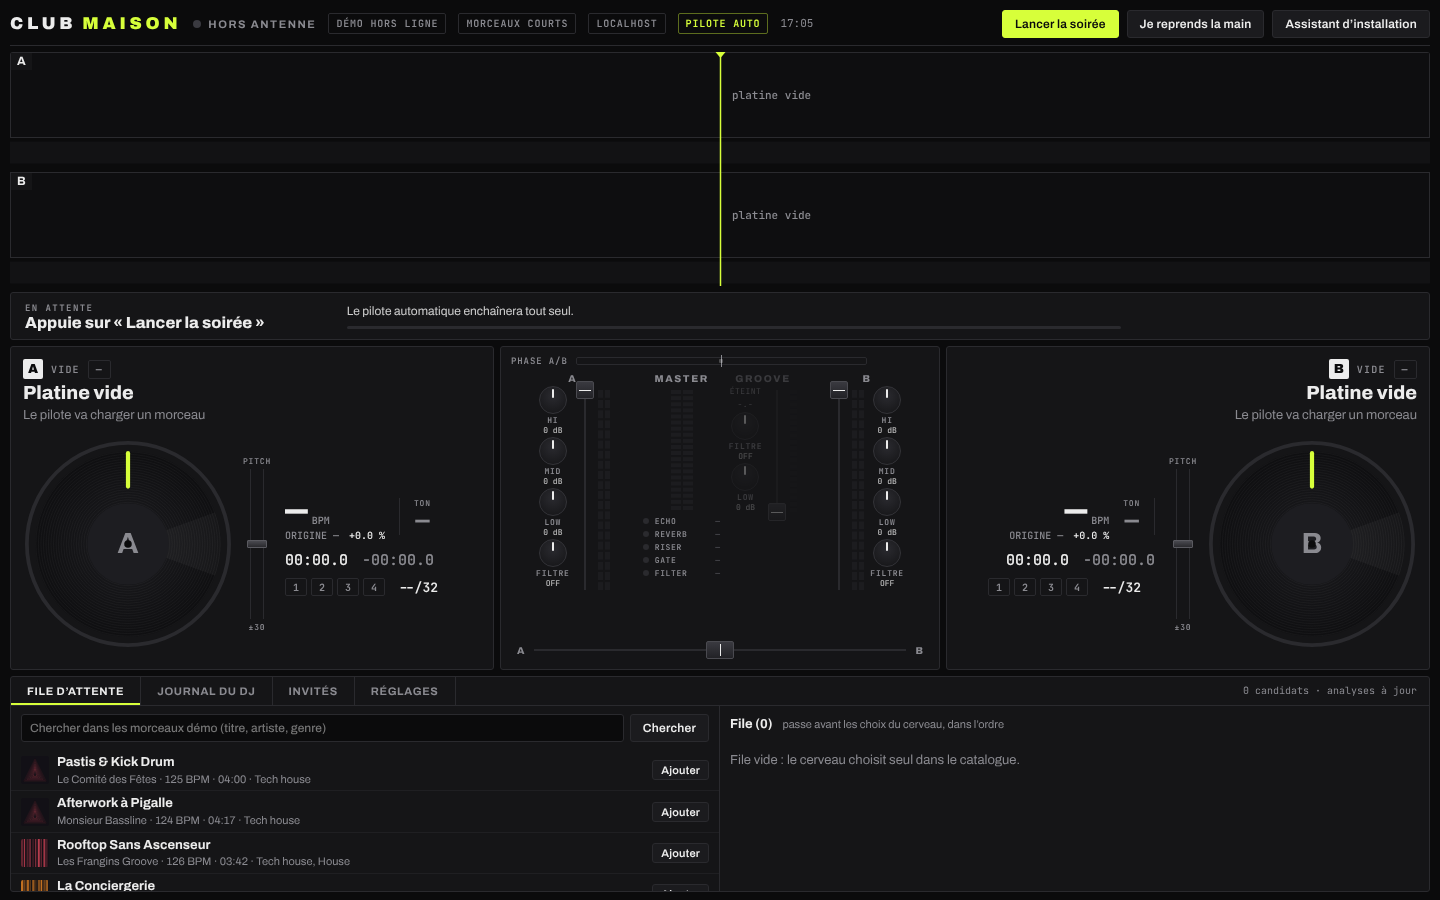 CLUB MAISON HORS ANTENNE DÉMO HORS LIGNE MORCEAUX COURTS LOCALHOST PILOTE AUTO 17:05 Lancer la soirée Je reprends la main Assistant d'installation
A
platine vide
B
platine vide
EN ATTENTE
Appuie sur « Lancer la soirée »
Le pilote automatique enchaînera tout seul.
A VIDE –
Platine vide
Le pilote va charger un morceau
A
PITCH
±30
— BPM
TON
—
ORIGINE — +0.0 %
00:00.0 -00:00.0
1 2 3 4 --/32
PHASE A/B
A MASTER GROOVE B
ÉTEINT
HI
0 dB
MID
0 dB
LOW
0 dB
FILTRE
OFF
FILTRE
OFF
LOW
0 dB
ECHO —
REVERB —
RISER —
GATE —
FILTER —
HI
0 dB
MID
0 dB
LOW
0 dB
FILTRE
OFF
A B
B VIDE –
Platine vide
Le pilote va charger un morceau
— BPM
TON
—
ORIGINE — +0.0 %
00:00.0 -00:00.0
1 2 3 4 --/32
PITCH
±30
B
FILE D'ATTENTE JOURNAL DU DJ INVITÉS RÉGLAGES 0 candidats · analyses à jour
Chercher dans les morceaux démo (titre, artiste, genre) Chercher
Pastis & Kick Drum
Le Comité des Fêtes · 125 BPM · 04:00 · Tech house
Ajouter
Afterwork à Pigalle
Monsieur Bassline · 124 BPM · 04:17 · Tech house
Ajouter
Rooftop Sans Ascenseur
Les Frangins Groove · 126 BPM · 03:42 · Tech house, House
Ajouter
La Conciergerie
File (0) passe avant les choix du cerveau, dans l'ordre
File vide : le cerveau choisit seul dans le catalogue.